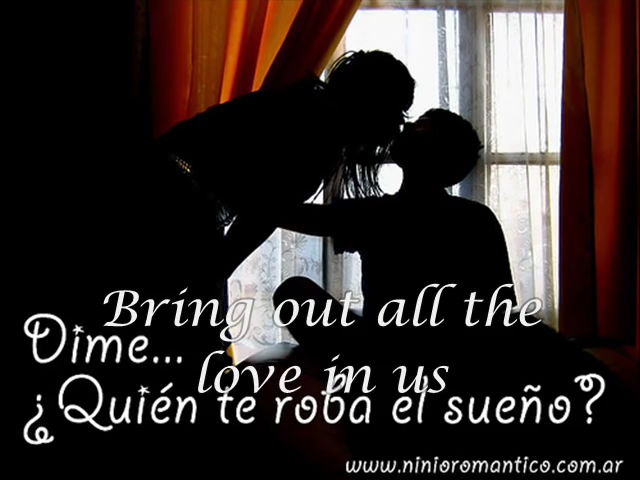 Bring out all the
love in us
Dime...
¿Quién te roba el sueño?
www.ninioromantico.com.ar